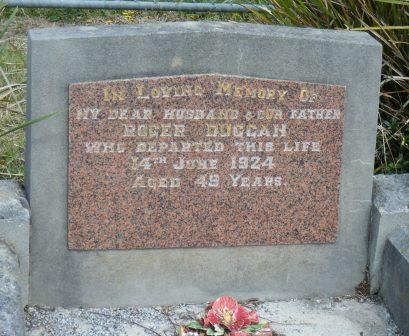 IN LOVING MEMORY OF
MY DEAR HUSBAND & OUR FATHER
ROGER DUGGAN
WHO DEPARTED THIS LIFE
14TH JUNE 1924
AGED 49 YEARS.